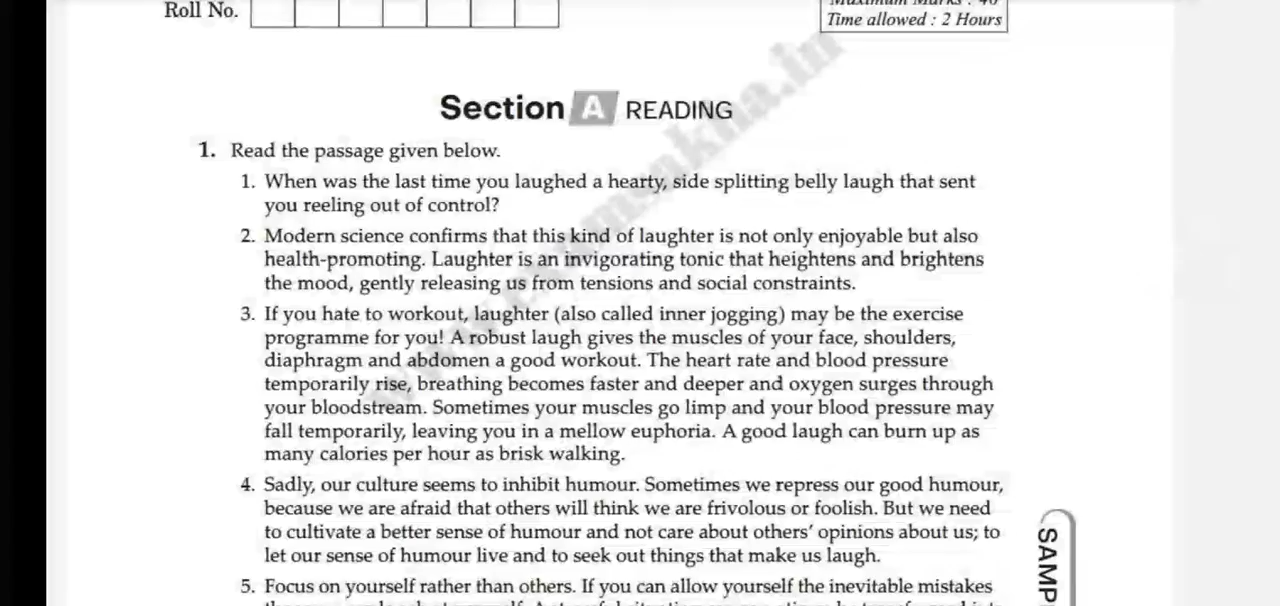 Roll No.
Maximum Marks : 40
Time allowed : 2 Hours
Section A READING
1. Read the passage given below.
1. When was the last time you laughed a hearty, side splitting belly laugh that sent
you reeling out of control?
2. Modern science confirms that this kind of laughter is not only enjoyable but also
health-promoting. Laughter is an invigorating tonic that heightens and brightens
the mood, gently releasing us from tensions and social constraints.
3. If you hate to workout, laughter (also called inner jogging) may be the exercise
programme for you! A robust laugh gives the muscles of your face, shoulders,
diaphragm and abdomen a good workout. The heart rate and blood pressure
temporarily rise, breathing becomes faster and deeper and oxygen surges through
your bloodstream. Sometimes your muscles go limp and your blood pressure may
fall temporarily, leaving you in a mellow euphoria. A good laugh can burn up as
many calories per hour as brisk walking.
4. Sadly, our culture seems to inhibit humour. Sometimes we repress our good humour,
because we are afraid that others will think we are frivolous or foolish. But we need
to cultivate a better sense of humour and not care about others' opinions about us; to
let our sense of humour live and to seek out things that make us laugh.
5. Focus on yourself rather than others. If you can allow yourself the inevitable mistakes
SAMP